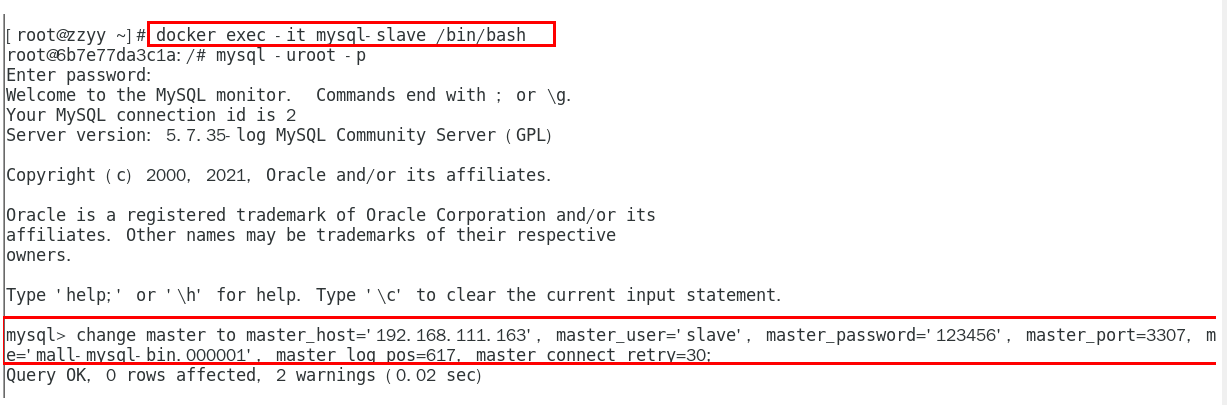 [root@zzyy ~]# docker exec -it mysql-slave /bin/bash
root@6b7e77da3c1a:/# mysql -uroot -p
Enter password:
Welcome to the MySQL monitor.  Commands end with ; or \g.
Your MySQL connection id is 2
Server version: 5.7.35-log MySQL Community Server (GPL)
Copyright (c) 2000, 2021, Oracle and/or its affiliates.
Oracle is a registered trademark of Oracle Corporation and/or its
affiliates. Other names may be trademarks of their respective
owners.
Type 'help;' or '\h' for help. Type '\c' to clear the current input statement.
mysql> change master to master_host='192.168.111.163', master_user='slave', master_password='123456', master_port=3307, m
e='mall-mysql-bin.000001', master_log_pos=617, master_connect_retry=30;
Query OK, 0 rows affected, 2 warnings (0.02 sec)